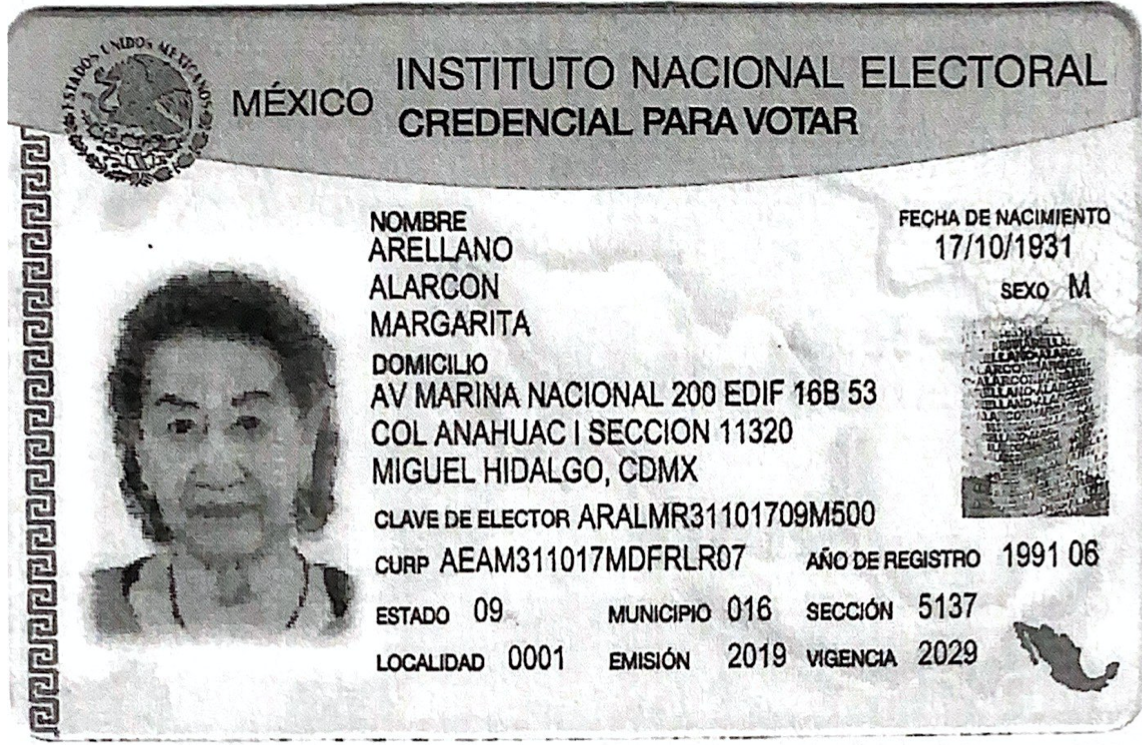 ESTADOS UNIDOS MEXICANOS
MÉXICO
INSTITUTO NACIONAL ELECTORAL
CREDENCIAL PARA VOTAR
NOMBRE
ARELLANO
ALARCON
MARGARITA
FECHA DE NACIMIENTO
17/10/1931
SEXO M
DOMICILIO
AV MARINA NACIONAL 200 EDIF 16B 53
COL ANAHUAC I SECCION 11320
MIGUEL HIDALGO, CDMX
CLAVE DE ELECTOR ARALMR31101709M500
CURP AEAM311017MDFRLR07 AÑO DE REGISTRO 1991 06
ESTADO 09 MUNICIPIO 016 SECCIÓN 5137
LOCALIDAD 0001 EMISIÓN 2019 VIGENCIA 2029